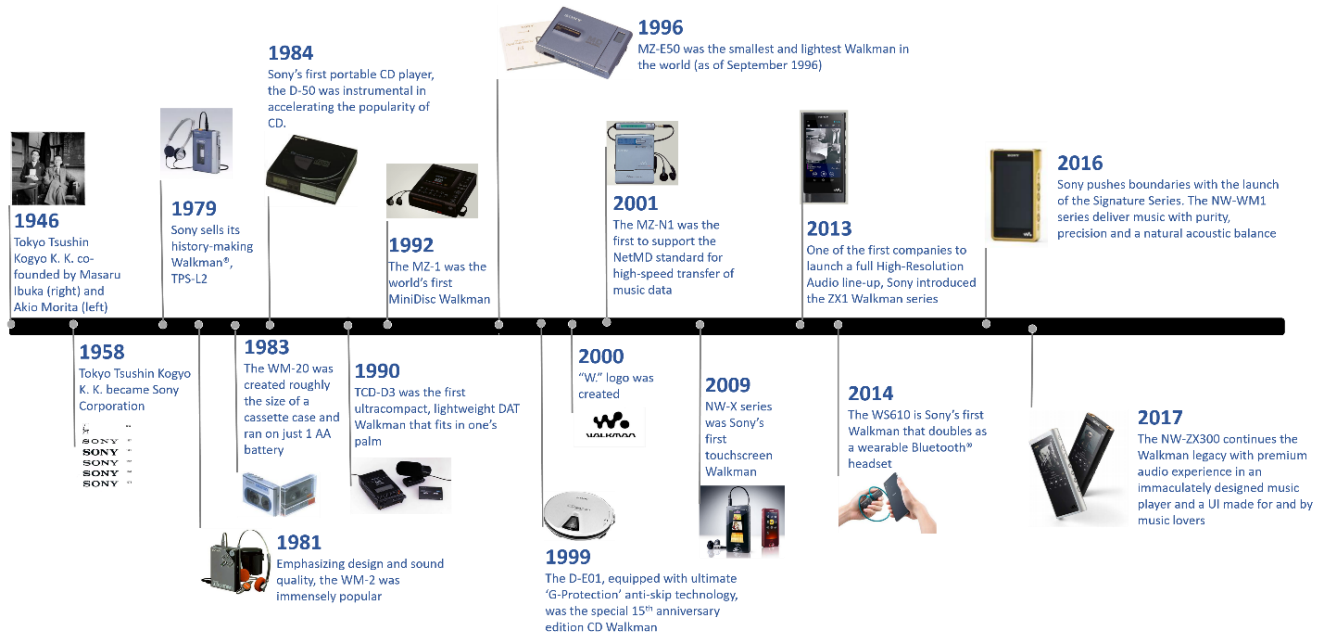 1946
Tokyo Tsushin
Kogyo K. K. co-
founded by Masaru
Ibuka (right) and
Akio Morita (left)
1958
Tokyo Tsushin Kogyo
K. K. became Sony
Corporation
SONY
SONY
SONY
SONY
SONY
1979
Sony sells its
history-making
Walkman®,
TPS-L2
1981
Emphasizing design and sound
quality, the WM-2 was
immensely popular
1983
The WM-20 was
created roughly
the size of a
cassette case and
ran on just 1 AA
battery
1984
Sony's first portable CD player,
the D-50 was instrumental in
accelerating the popularity of
CD.
1990
TCD-D3 was the first
ultracompact, lightweight DAT
Walkman that fits in one's
palm
1992
The MZ-1 was the
world's first
MiniDisc Walkman
1996
MZ-E50 was the smallest and lightest Walkman in
the world (as of September 1996)
SONY
1999
The D-E01, equipped with ultimate
'G-Protection' anti-skip technology,
was the special 15th anniversary
edition CD Walkman
2000
“W.” logo was
created
WALKMAN
2001
The MZ-N1 was the
first to support the
NetMD standard for
high-speed transfer of
music data
2009
NW-X series
was Sony's
first
touchscreen
Walkman
2013
One of the first companies to
launch a full High-Resolution
Audio line-up, Sony introduced
the ZX1 Walkman series
2014
The WS610 is Sony's first
Walkman that doubles as
a wearable Bluetooth®
headset
2016
Sony pushes boundaries with the launch
of the Signature Series. The NW-WM1
series deliver music with purity,
precision and a natural acoustic balance
SONY
2017
The NW-ZX300 continues the
Walkman legacy with premium
audio experience in an
immaculately designed music
player and a UI made for and by
music lovers